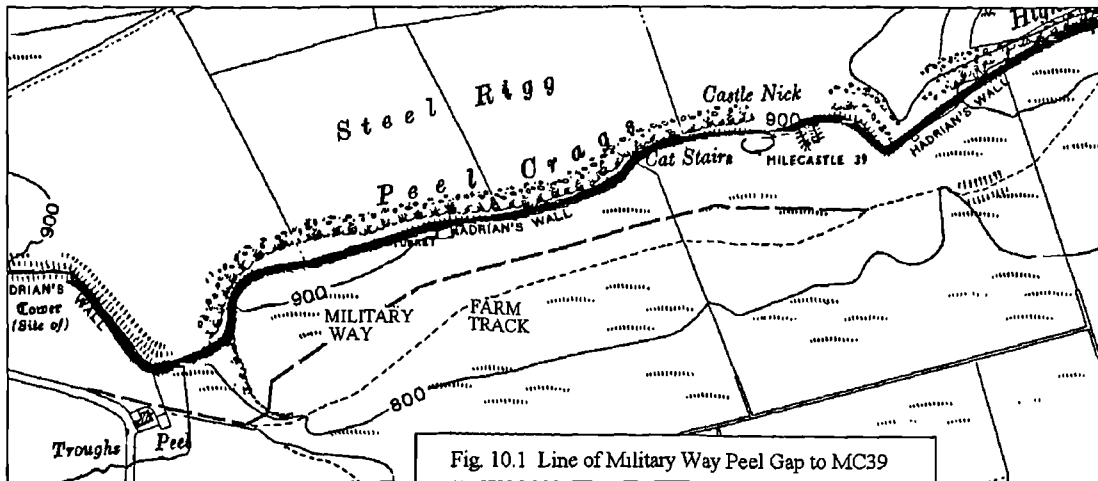 High
Steel Rigg
Castle Nick
900
HADRIAN'S WALL
Peel Crags
Cat Stairs
MILECASTLE 39
900
TURRET
HADRIAN'S WALL
DRIAN'S
WALL
Tower
(Site of)
900
MILITARY
WAY
FARM
TRACK
800
Troughs
Peel
Fig. 10.1 Line of Military Way Peel Gap to MC39